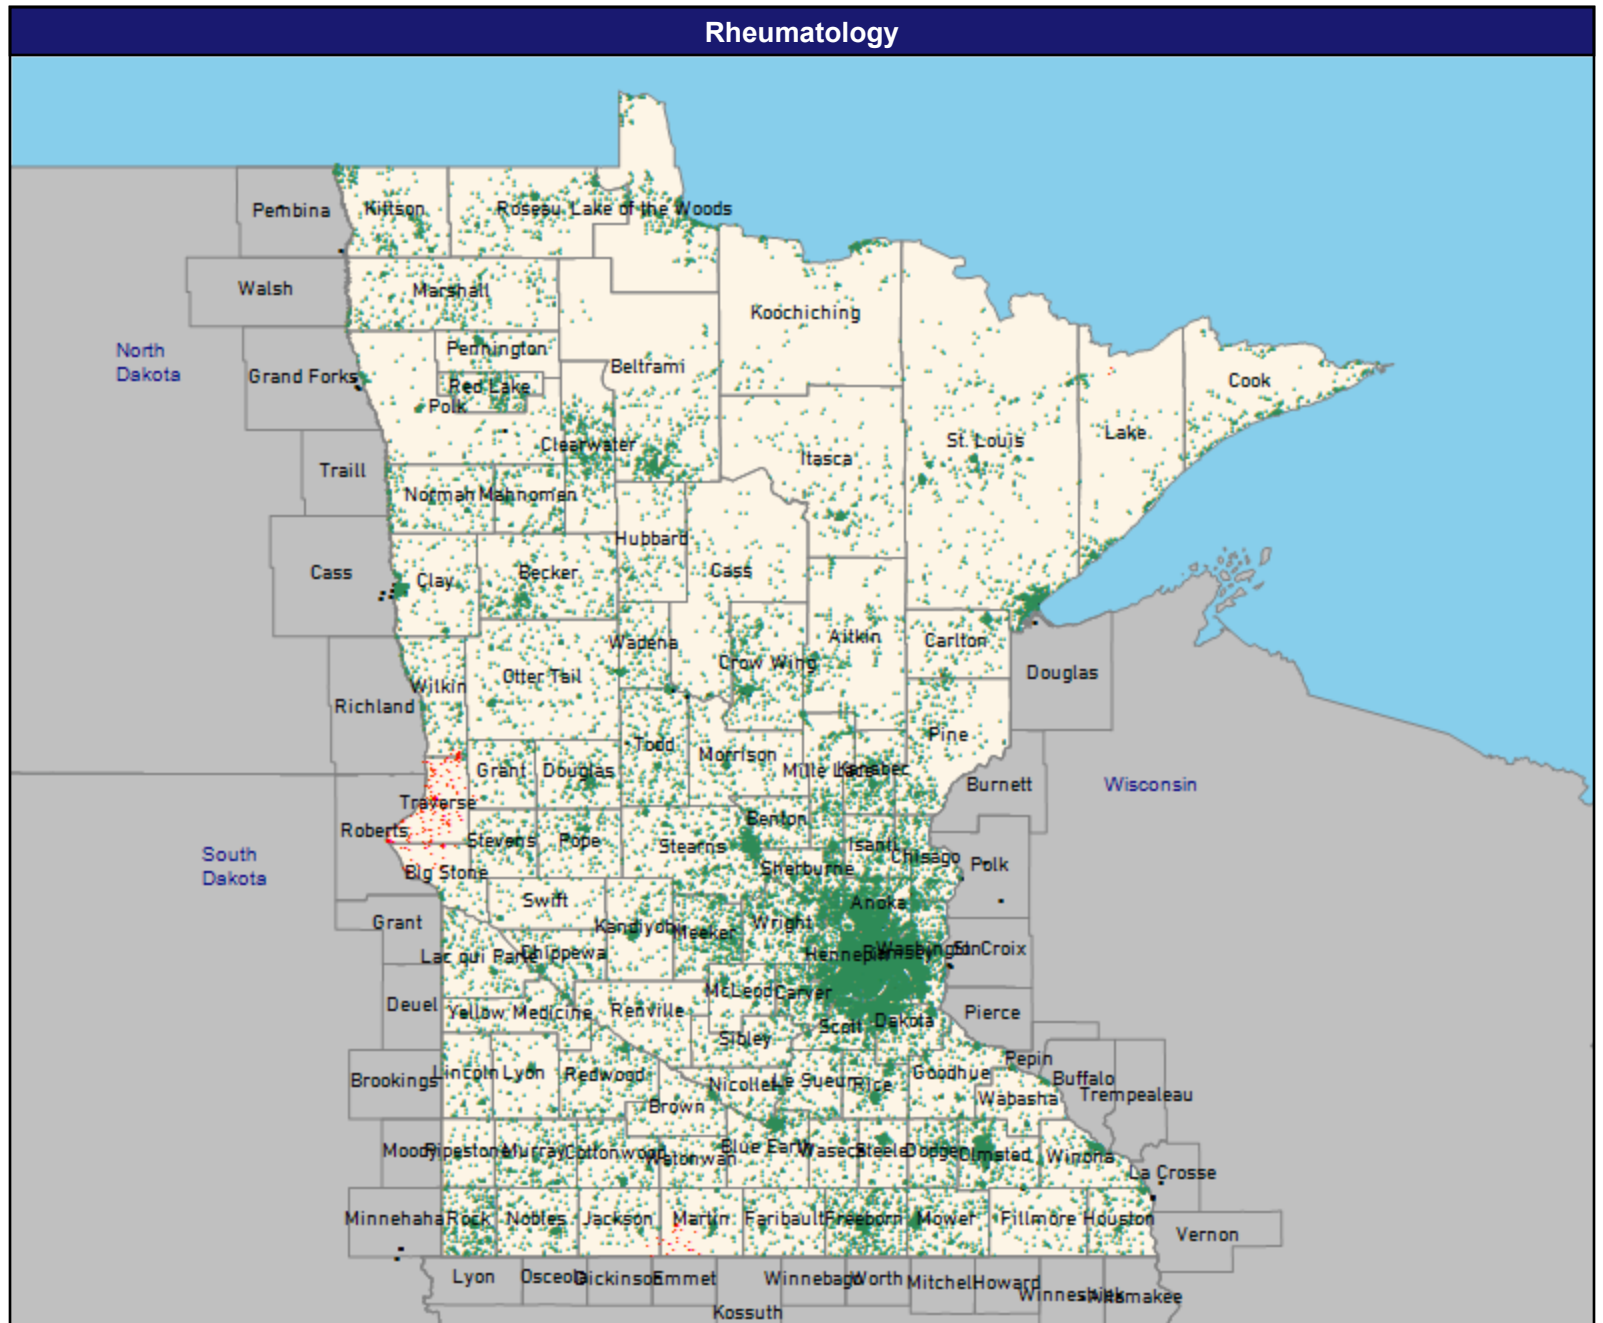 Rheumatology
Pembina
Kittson
Roseau
Lake of the Woods
Walsh
Marshall
Koochiching
North
Dakota
Pennington
Beltrami
Grand Forks
Red Lake
Cook
Polk
Lake
Clearwater
St. Louis
Itasca
Traill
Norman
Mahnomen
Hubbard
Cass
Clay
Becker
Cass
Wadena
Aitkin
Carlton
Crow Wing
Douglas
Otter Tail
Wilkin
Richland
Pine
Todd
Morrison
Grant
Douglas
Mille Lacs
Kanabec
Burnett
Wisconsin
Traverse
Roberts
Benton
Stevens
Pope
Stearns
Isanti
Chisago
South
Dakota
Big Stone
Sherburne
Polk
Swift
Anoka
Grant
Kandiyohi
Meeker
Wright
Lac qui Parle
Chippewa
Hennepin
Ramsey
Washington
St. Croix
McLeod
Carver
Deuel
Yellow Medicine
Renville
Scott
Dakota
Pierce
Sibley
Brookings
Lincoln
Lyon
Redwood
Nicollet
Le Sueur
Rice
Goodhue
Pepin
Buffalo
Trempealeau
Brown
Wabasha
Moody
Pipestone
Murray
Cottonwood
Watonwan
Blue Earth
Waseca
Steele
Dodge
Olmsted
Winona
La Crosse
Minnehaha
Rock
Nobles
Jackson
Martin
Faribault
Freeborn
Mower
Fillmore
Houston
Vernon
Lyon
Osceola
Dickinson
Emmet
Winnebago
Worth
Mitchell
Howard
Winneshiek
Allamakee
Kossuth